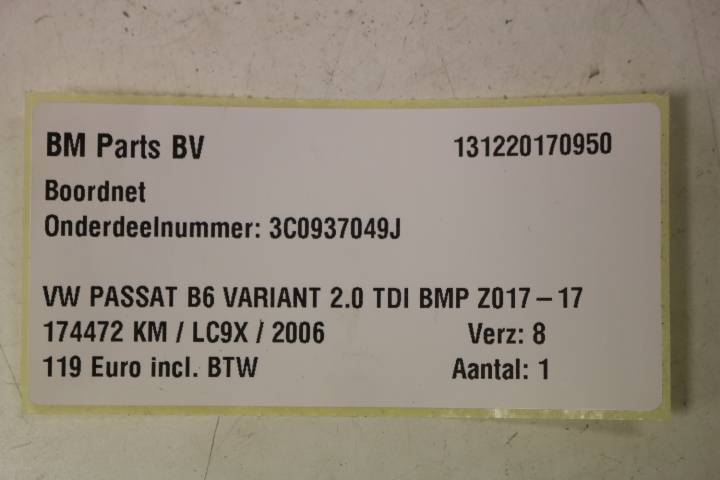 BM Parts BV 131220170950
Boordnet
Onderdeelnummer: 3C0937049J
VW PASSAT B6 VARIANT 2.0 TDI BMP Z017 – 17
174472 KM / LC9X / 2006 Verz: 8
119 Euro incl. BTW Aantal: 1